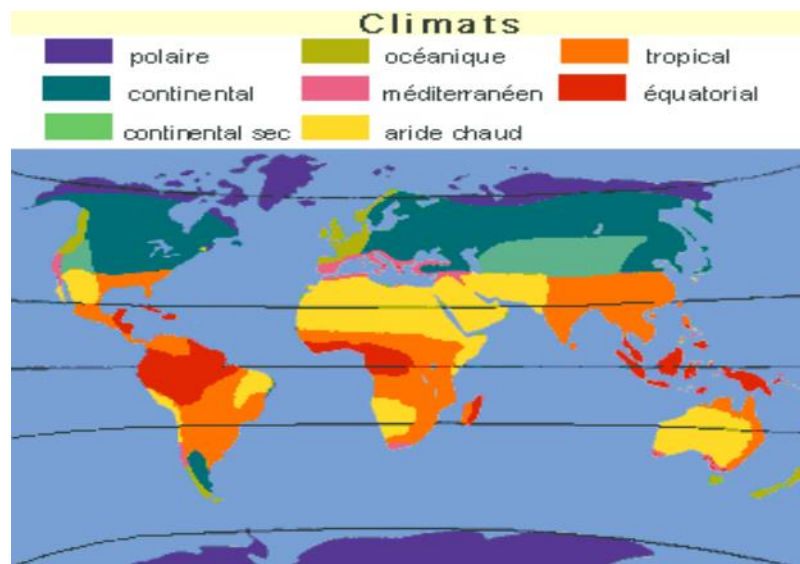 Climats
polaire océanique tropical
continental méditerranéen équatorial
continental sec aride chaud